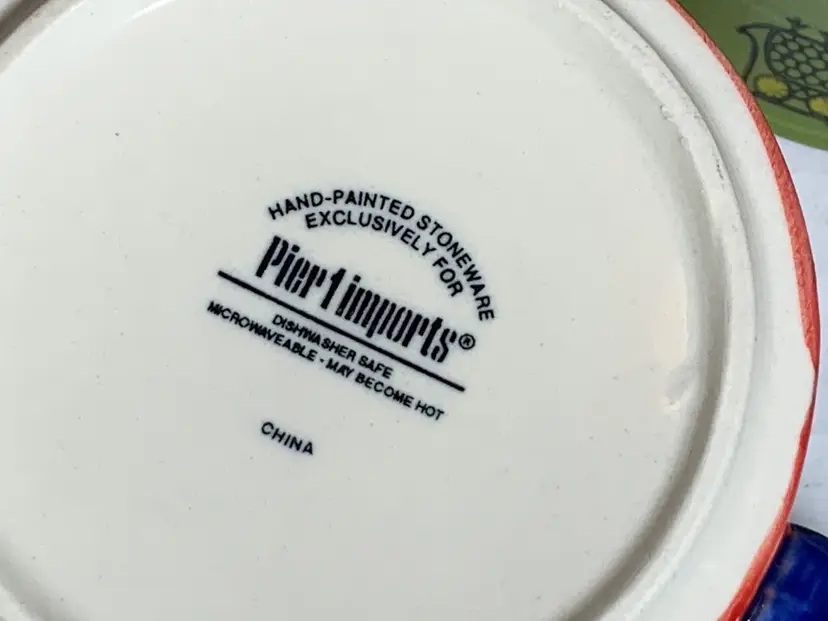 HAND-PAINTED STONEWARE
EXCLUSIVELY FOR
Pier 1 imports®
DISHWASHER SAFE
MICROWAVEABLE - MAY BECOME HOT
CHINA